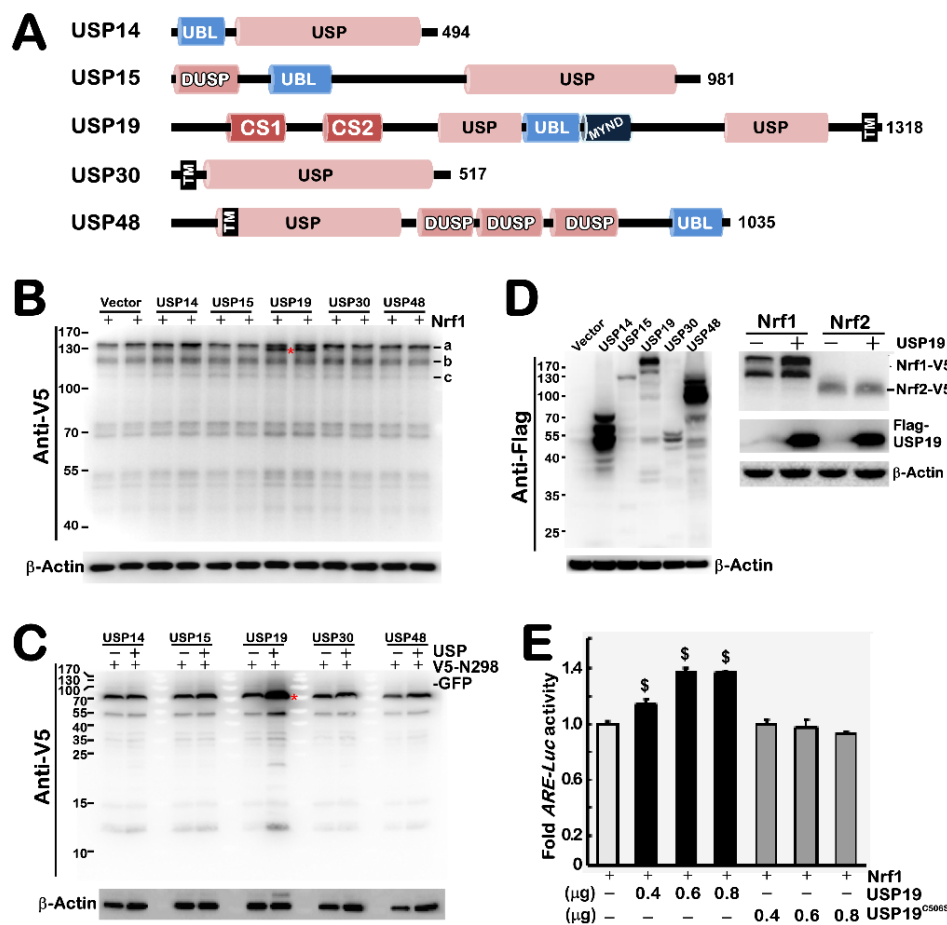 A
USP14 UBL USP 494
USP15 DUSP UBL USP 981
USP19 CS1 CS2 USP UBL MYND USP TM 1318
USP30 TM USP 517
USP48 TM USP DUSP DUSP DUSP UBL 1035
B
Vector USP14 USP15 USP19 USP30 USP48
+ + + + + + + + + + + + Nrf1
Anti-V5
170
130
100
70
55
40
*
a
b
c
β-Actin
C
USP14 USP15 USP19 USP30 USP48
– + – + – + – + – + USP
+ + + + + + + + + + V5-N298
-GFP
Anti-V5
170
130
100
70
55
40
35
25
15
10
*
β-Actin
D
Vector USP14 USP15 USP19 USP30 USP48
Anti-Flag
170
130
100
70
55
40
35
25
β-Actin
Nrf1 Nrf2
– + – + USP19
Nrf1-V5
Nrf2-V5
Flag-
USP19
β-Actin
E
Fold ARE-Luc activity
1.4
1.0
0.6
0.2
0
$ $ $
+ + + + + + + Nrf1
(μg) – 0.4 0.6 0.8 – – – USP19
(μg) – – – – 0.4 0.6 0.8 USP19C506S